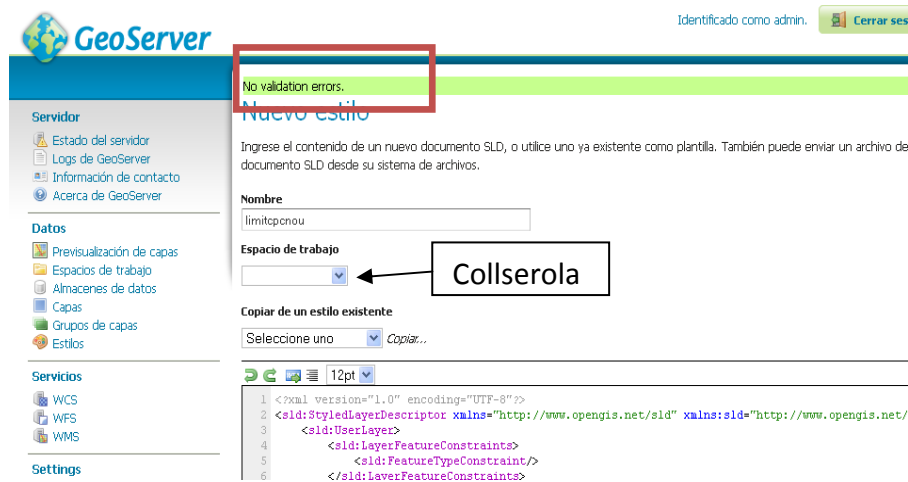 GeoServer
Identificado como admin.
Cerrar ses
No validation errors.
Nuevo estilo
Ingrese el contenido de un nuevo documento SLD, o utilice uno ya existente como plantilla. También puede enviar un archivo de
documento SLD desde su sistema de archivos.
Servidor
Estado del servidor
Logs de GeoServer
Información de contacto
Acerca de GeoServer
Datos
Previsualización de capas
Espacios de trabajo
Almacenes de datos
Capas
Grupos de capas
Estilos
Servicios
WCS
WFS
WMS
Settings
Nombre
limitcpcnou
Espacio de trabajo
Collserola
Copiar de un estilo existente
Seleccione uno
Copiar...
12pt
1 <?xml version="1.0" encoding="UTF-8"?>
2 <sld:StyledLayerDescriptor xmlns="http://www.opengis.net/sld" xmlns:sld="http://www.opengis.net/
3 <sld:UserLayer>
4 <sld:LayerFeatureConstraints>
5 <sld:FeatureTypeConstraint/>
6 </sld:LayerFeatureConstraints>